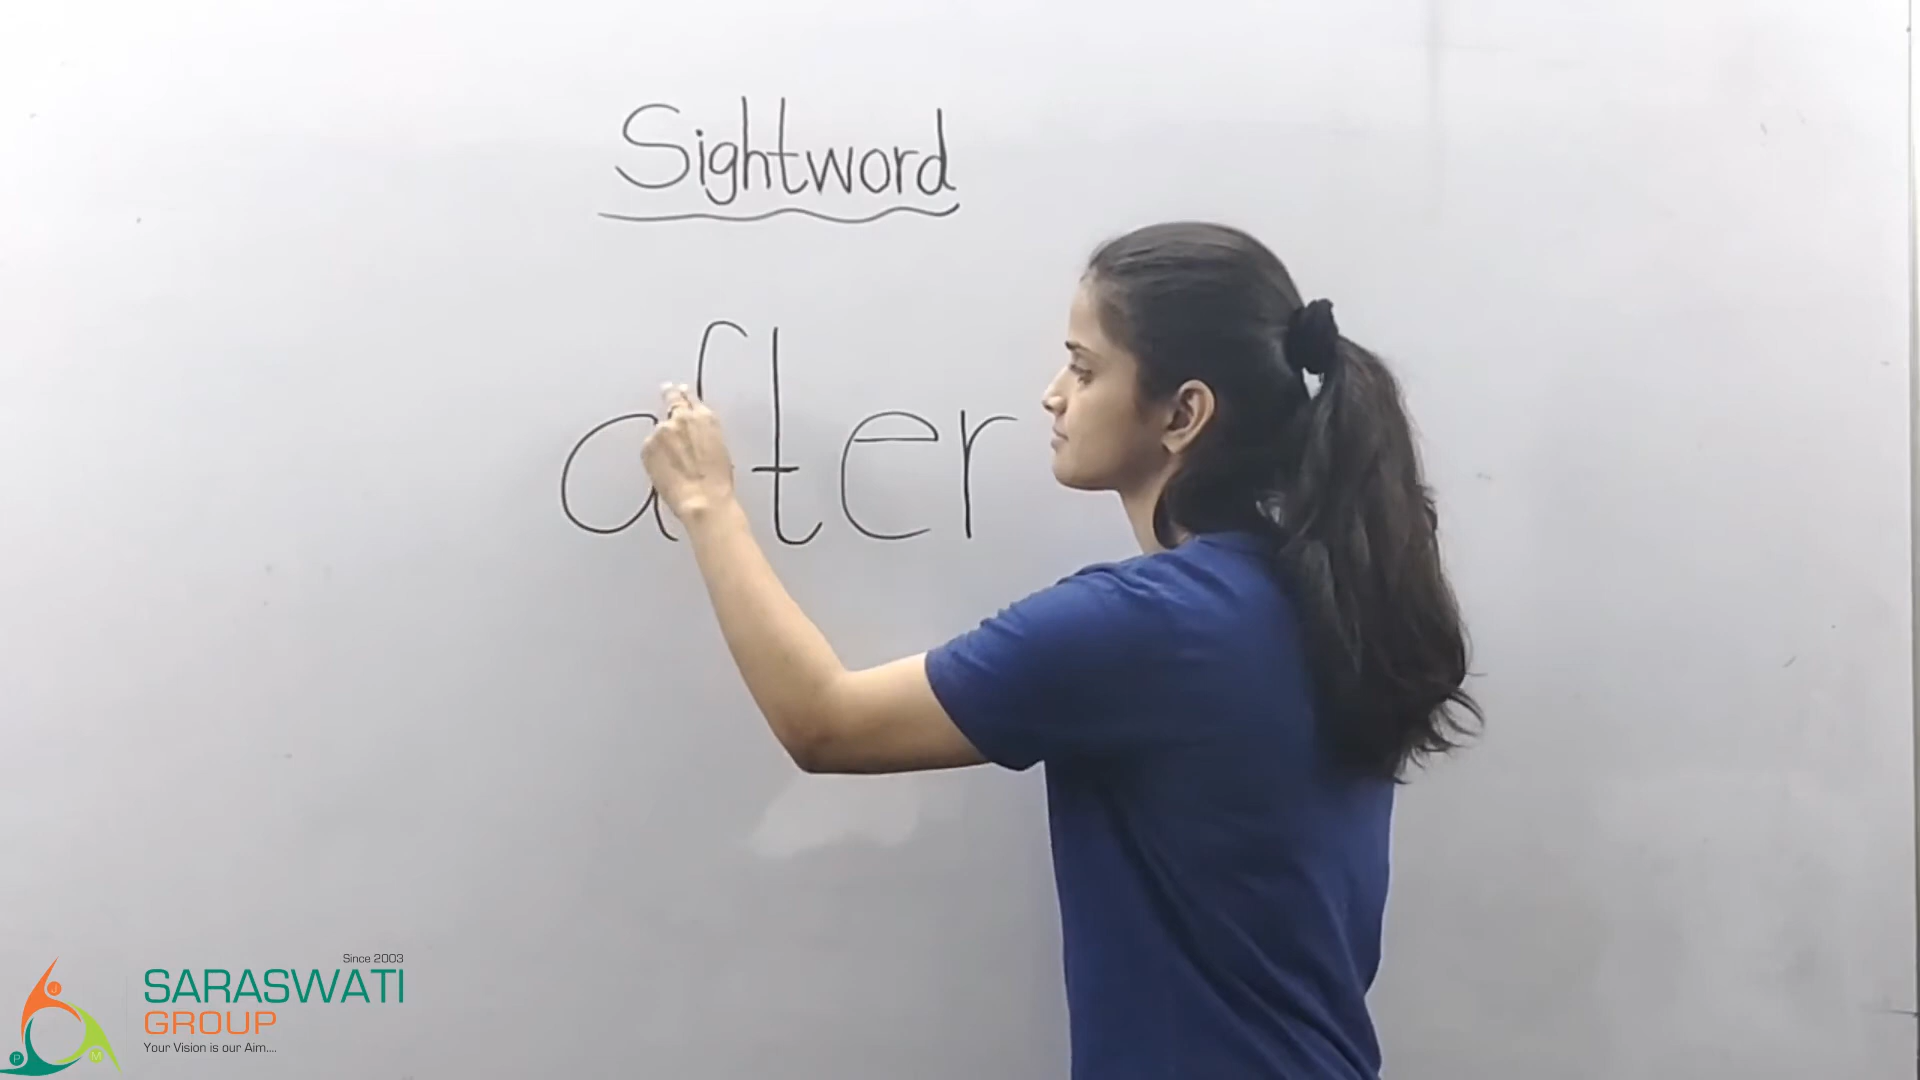 Sightword
after
Since 2003
SARASWATI
GROUP
Your Vision is our Aim....
J
P
M